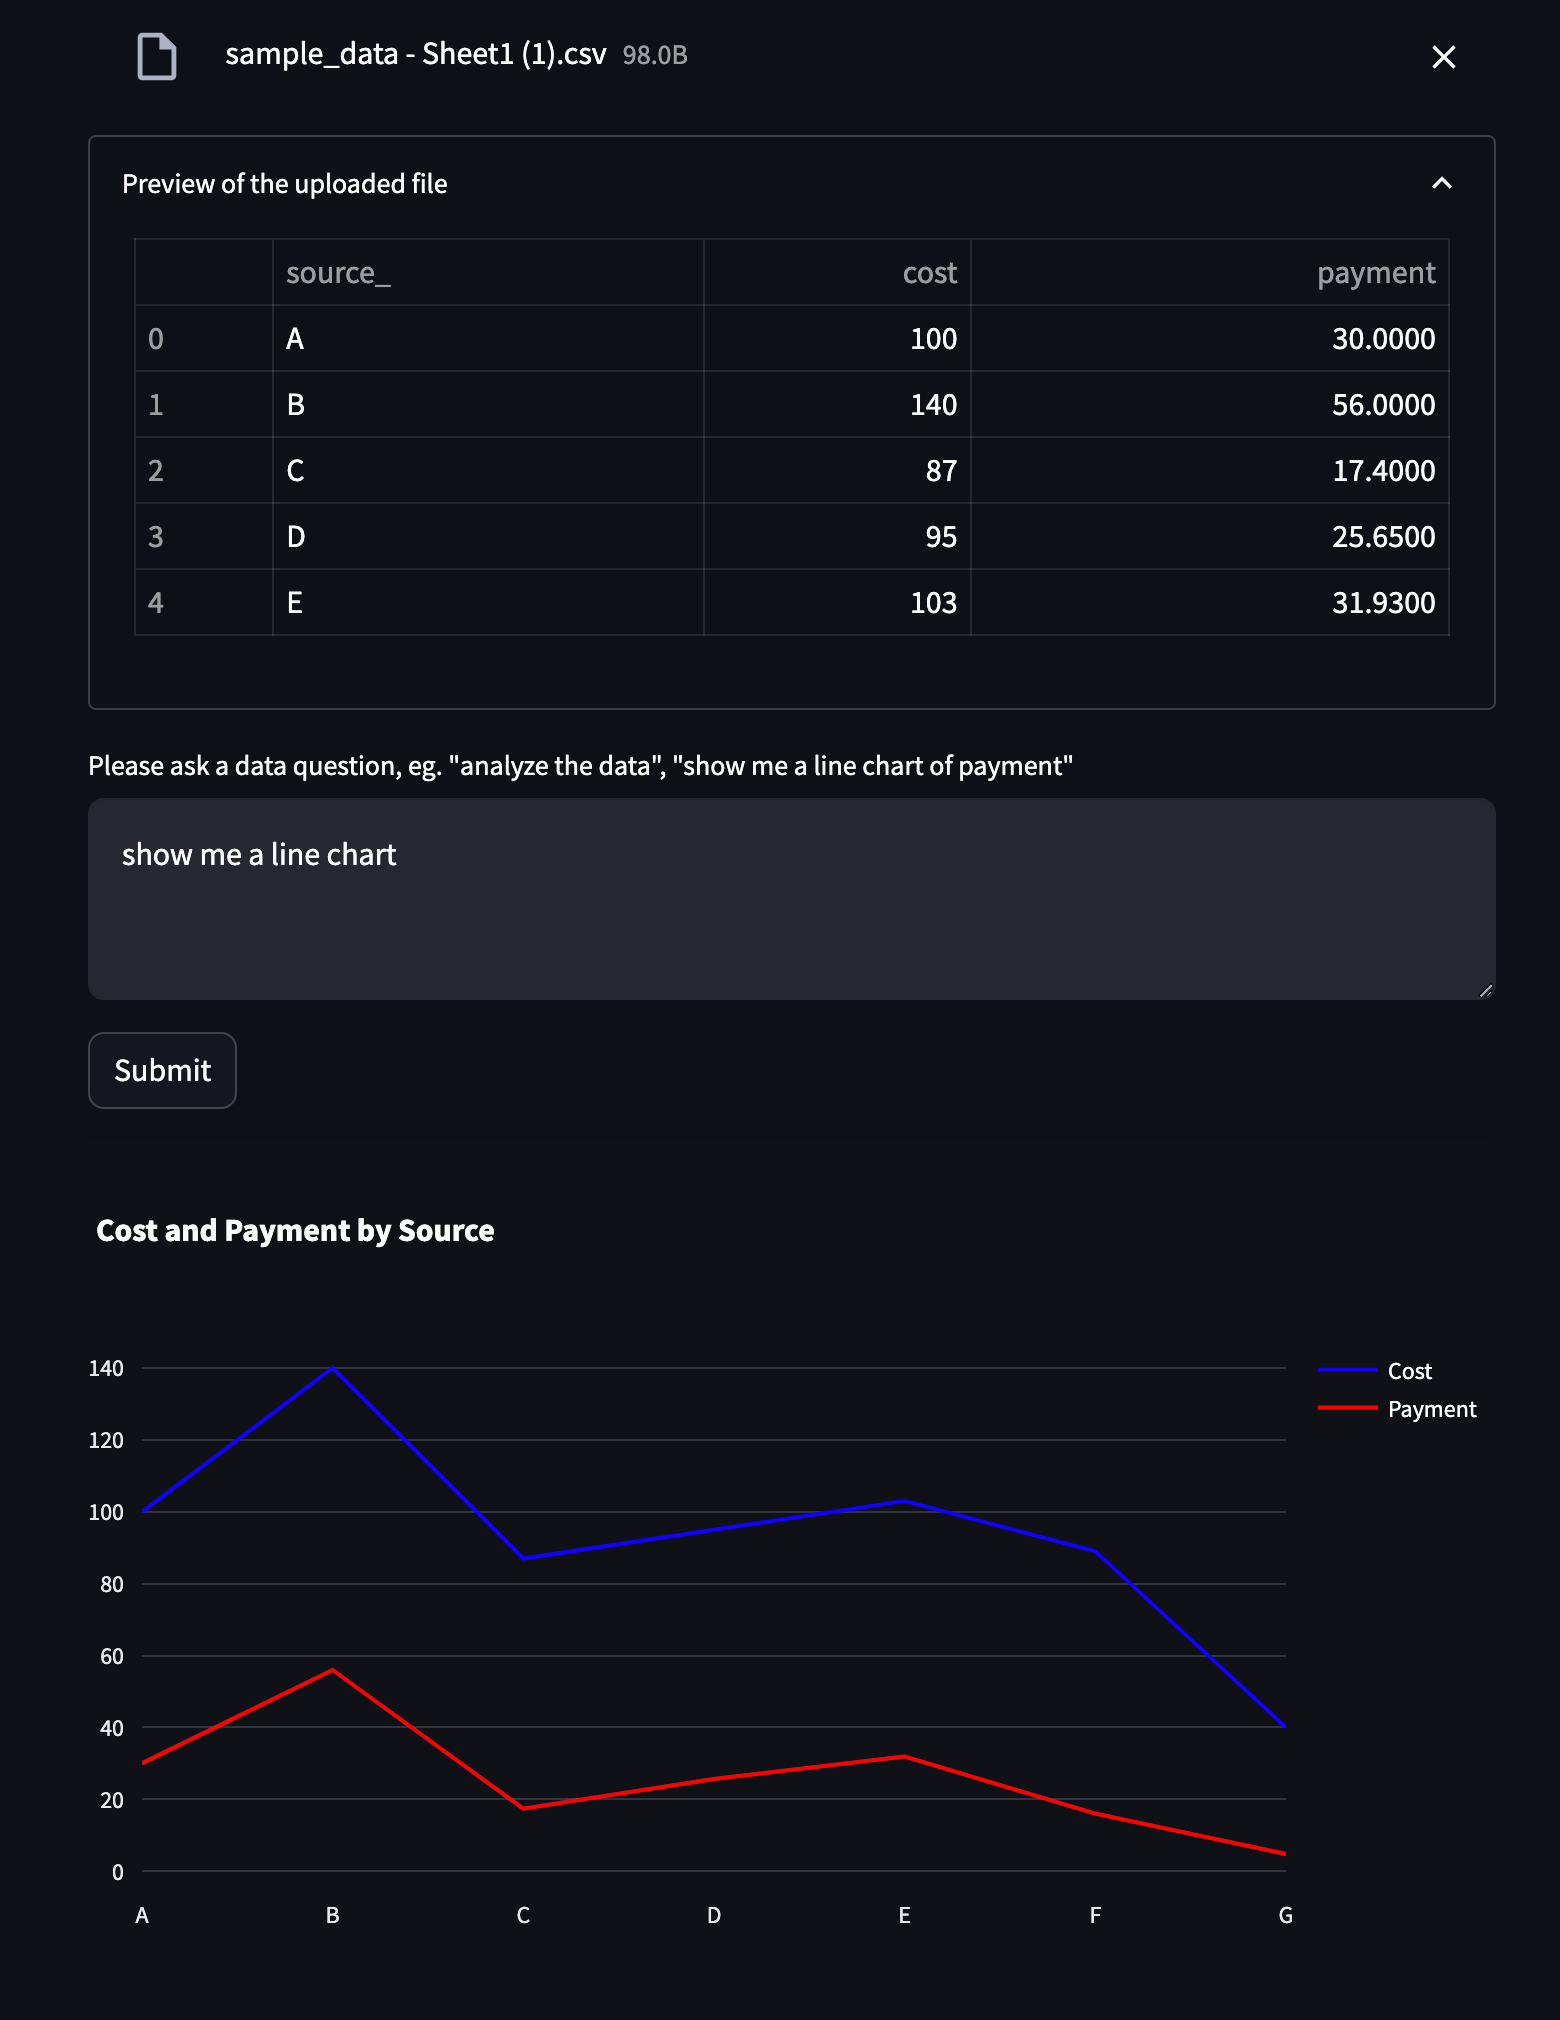 sample_data - Sheet1 (1).csv 98.0B
Preview of the uploaded file
source_ cost payment
0 A 100 30.0000
1 B 140 56.0000
2 C 87 17.4000
3 D 95 25.6500
4 E 103 31.9300
Please ask a data question, eg. "analyze the data", "show me a line chart of payment"
show me a line chart
Submit
Cost and Payment by Source
140
120
100
80
60
40
20
0
A B C D E F G
Cost
Payment